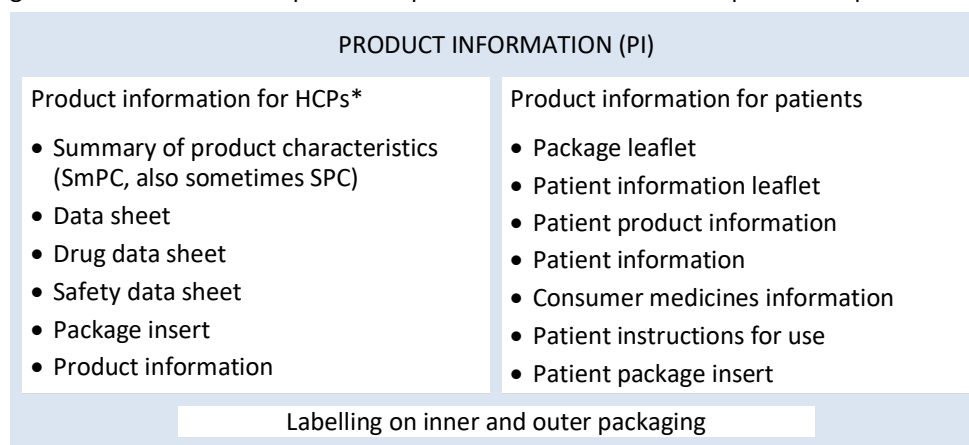 PRODUCT INFORMATION (PI)
Product information for HCPs*
• Summary of product characteristics
(SmPC, also sometimes SPC)
• Data sheet
• Drug data sheet
• Safety data sheet
• Package insert
• Product information
Product information for patients
• Package leaflet
• Patient information leaflet
• Patient product information
• Patient information
• Consumer medicines information
• Patient instructions for use
• Patient package insert
Labelling on inner and outer packaging